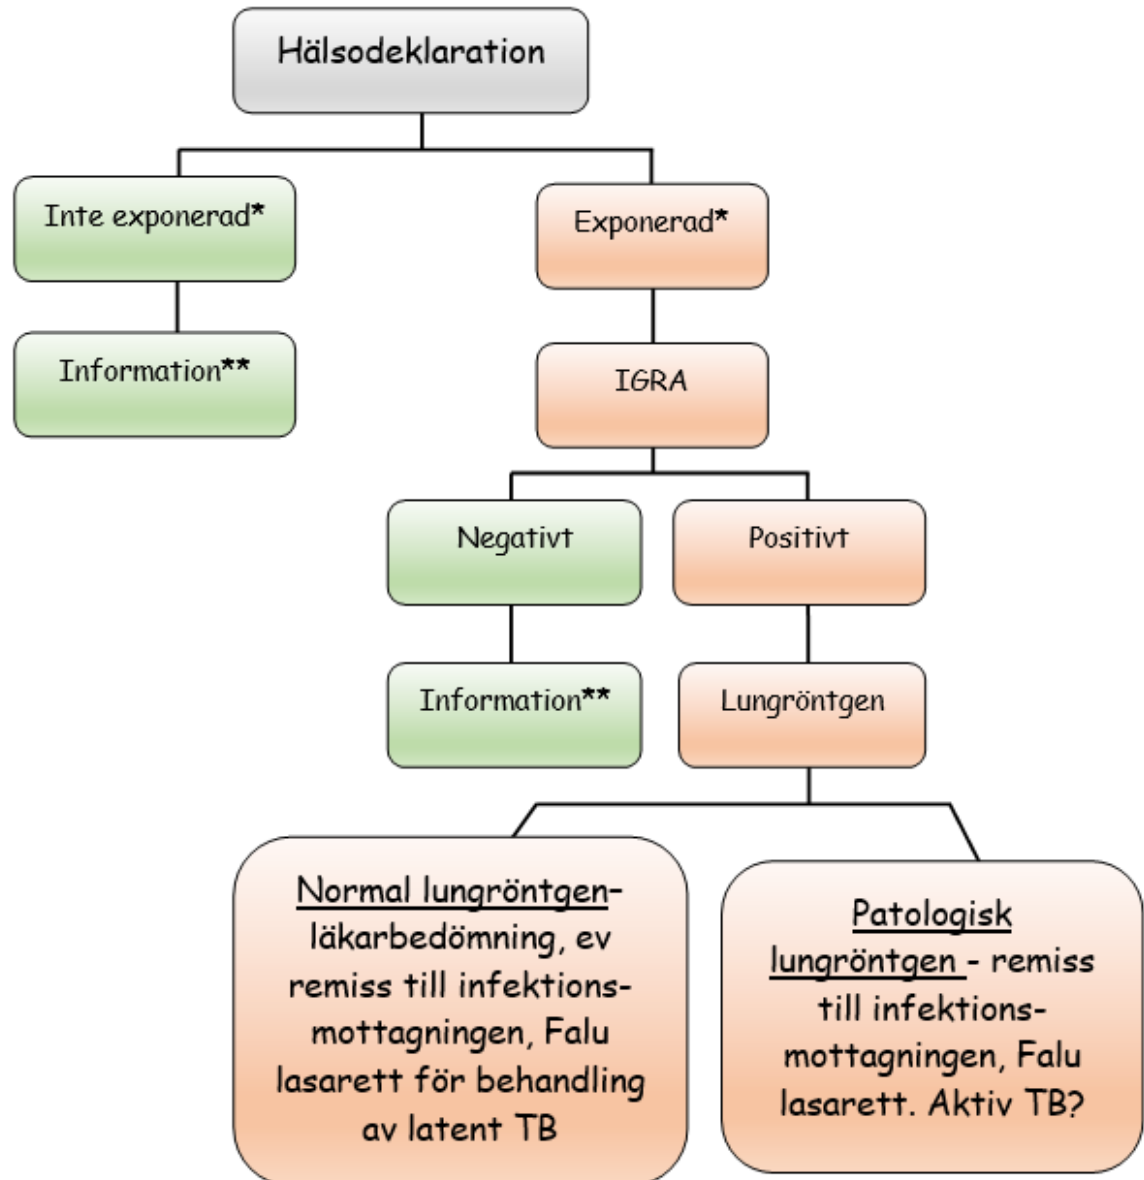 Hälsodeklaration
Inte exponerad*
Exponerad*
Information**
IGRA
Negativt
Positivt
Information**
Lungröntgen
Normal lungröntgen–
läkarbedömning, ev
remiss till infektions-
mottagningen, Falu
lasarett för behandling
av latent TB
Patologisk
lungröntgen - remiss
till infektions-
mottagningen, Falu
lasarett. Aktiv TB?